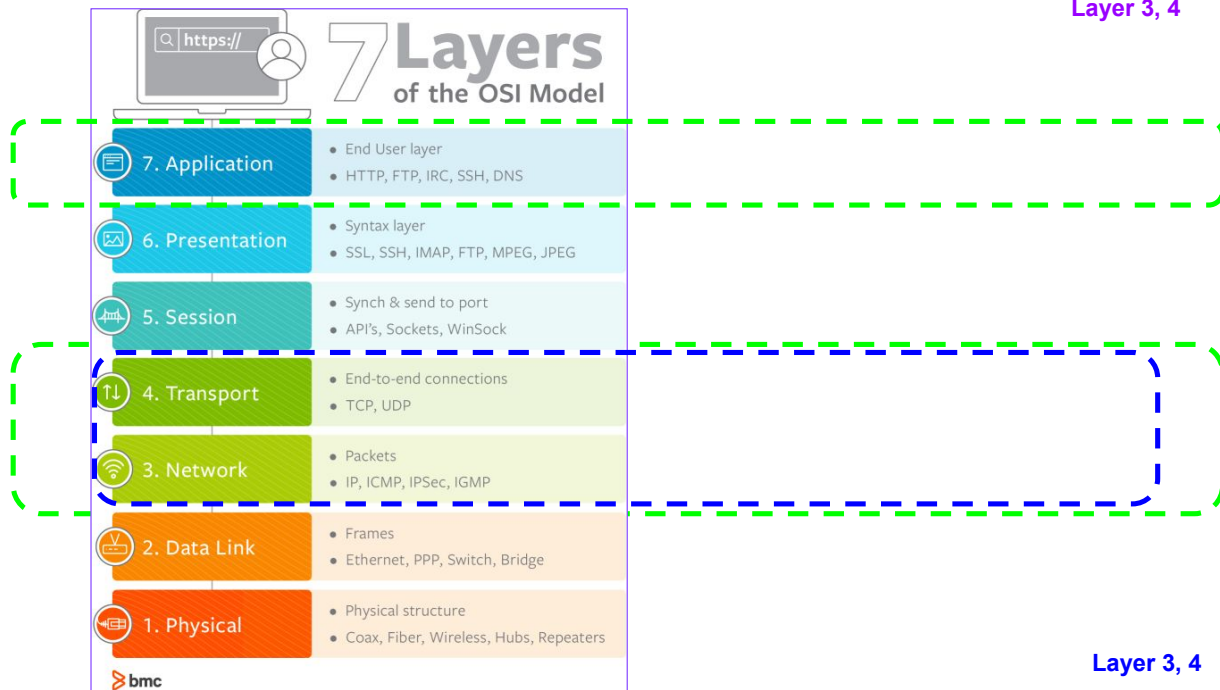 Layer 3, 4
https://
7 Layers
of the OSI Model
7. Application
• End User layer
• HTTP, FTP, IRC, SSH, DNS
6. Presentation
• Syntax layer
• SSL, SSH, IMAP, FTP, MPEG, JPEG
5. Session
• Synch & send to port
• API's, Sockets, WinSock
4. Transport
• End-to-end connections
• TCP, UDP
3. Network
• Packets
• IP, ICMP, IPSec, IGMP
2. Data Link
• Frames
• Ethernet, PPP, Switch, Bridge
1. Physical
• Physical structure
• Coax, Fiber, Wireless, Hubs, Repeaters
Layer 3, 4
bmc